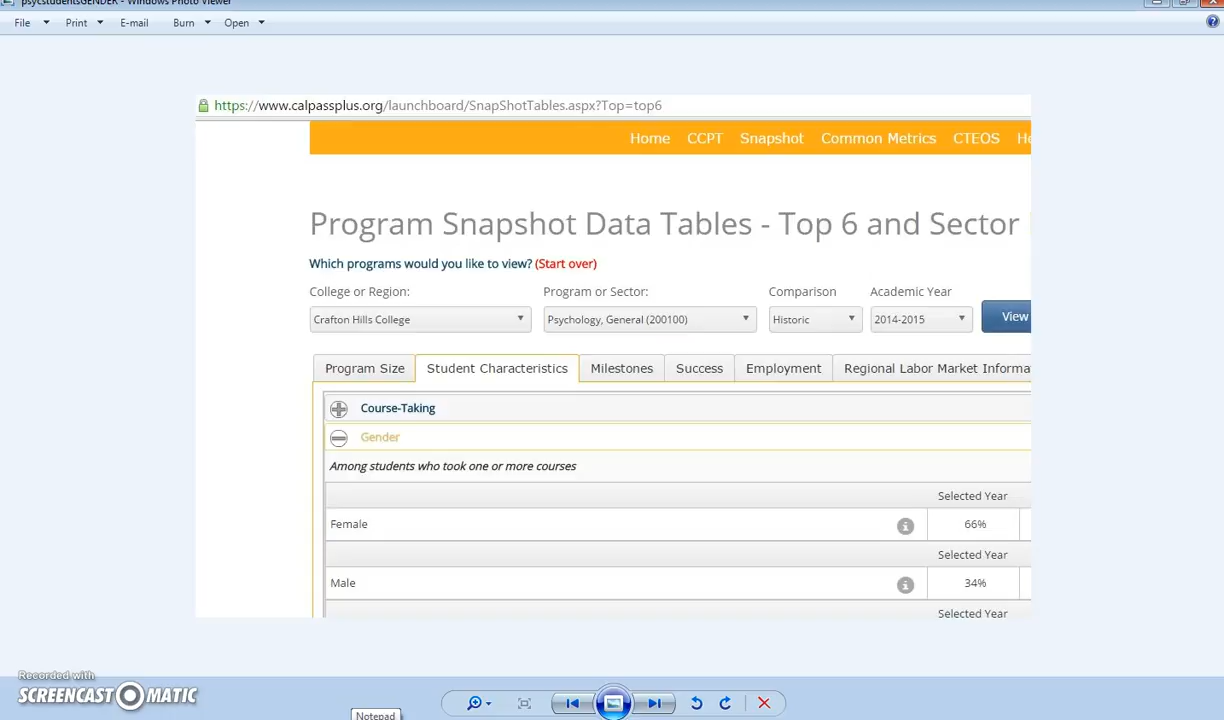 psycstudentsGENDER - Windows Photo Viewer
File Print E-mail Burn Open
https://www.calpassplus.org/launchboard/SnapShotTables.aspx?Top=top6
Home CCPT Snapshot Common Metrics CTEOS
Program Snapshot Data Tables - Top 6 and Sector
Which programs would you like to view? (Start over)
College or Region: Program or Sector: Comparison Academic Year
Crafton Hills College Psychology, General (200100) Historic 2014-2015 View
Program Size Student Characteristics Milestones Success Employment Regional Labor Market Informa
Course-Taking
Gender
Among students who took one or more courses
Selected Year
Female 66%
Selected Year
Male 34%
Selected Year
Recorded with
SCREENCAST MATIC
Notepad